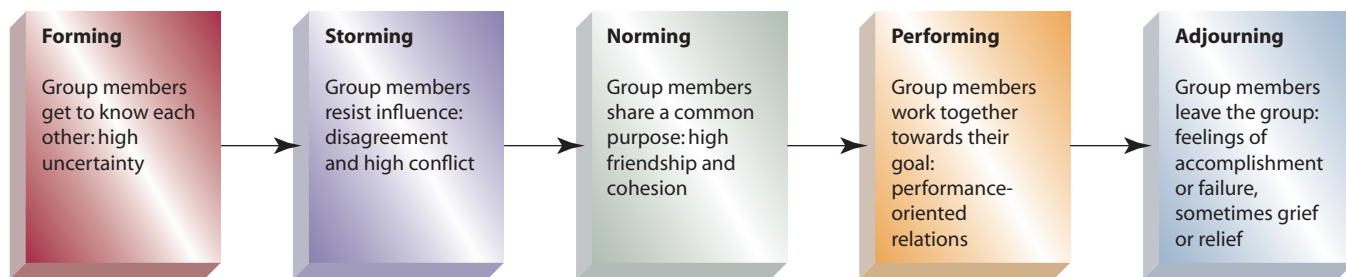 Forming
Group members
get to know each
other: high
uncertainty
Storming
Group members
resist influence:
disagreement
and high conflict
Norming
Group members
share a common
purpose: high
friendship and
cohesion
Performing
Group members
work together
towards their
goal:
performance-
oriented
relations
Adjourning
Group members
leave the group:
feelings of
accomplishment
or failure,
sometimes grief
or relief